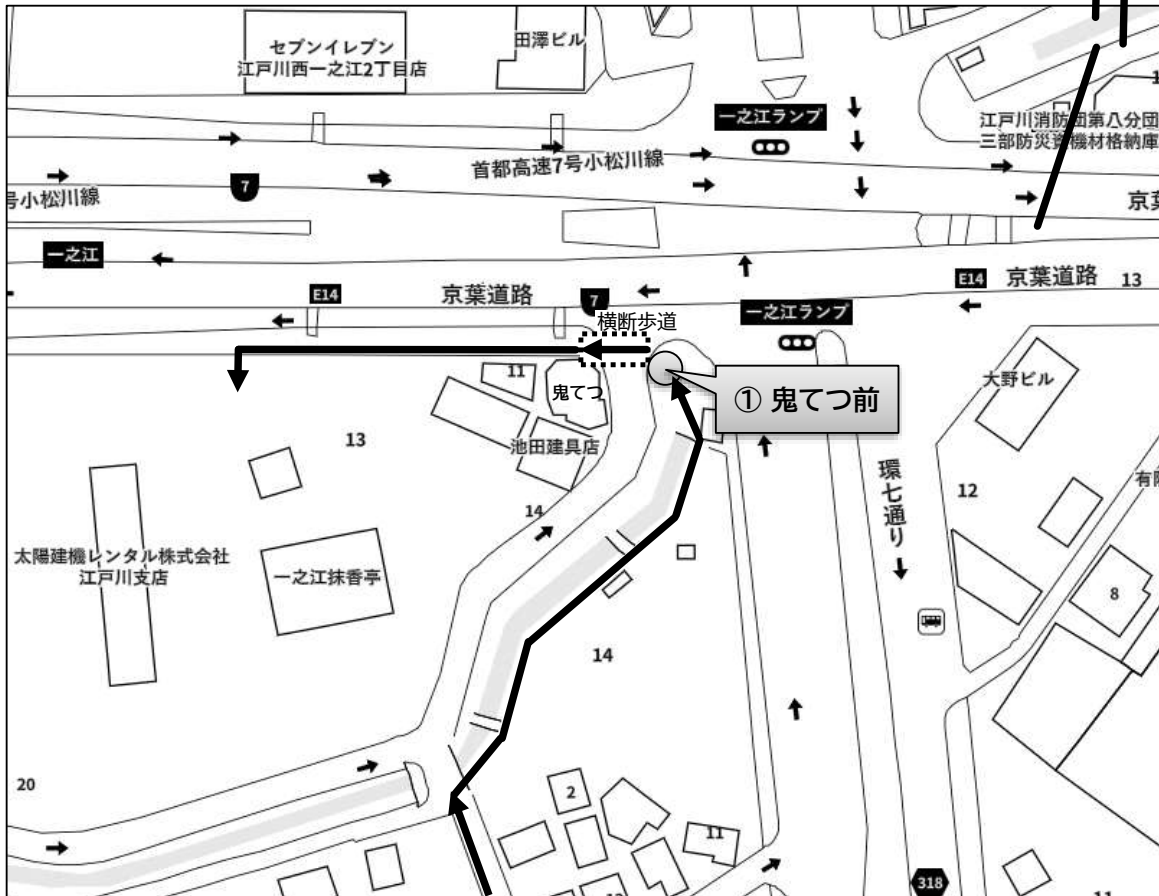 セブンイレブン
江戸川西一之江2丁目店
田澤ビル
一之江ランプ
江戸川消防団第八分団
三部防災資機材格納庫
首都高速7号小松川線
7
号小松川線
京葉
一之江
E14
京葉道路
7
E14
京葉道路
13
横断歩道
一之江ランプ
11
鬼てつ
① 鬼てつ前
大野ビル
13
池田建具店
環七通り
12
有限
14
太陽建機レンタル株式会社
江戸川支店
一之江抹香亭
8
14
20
2
11
318